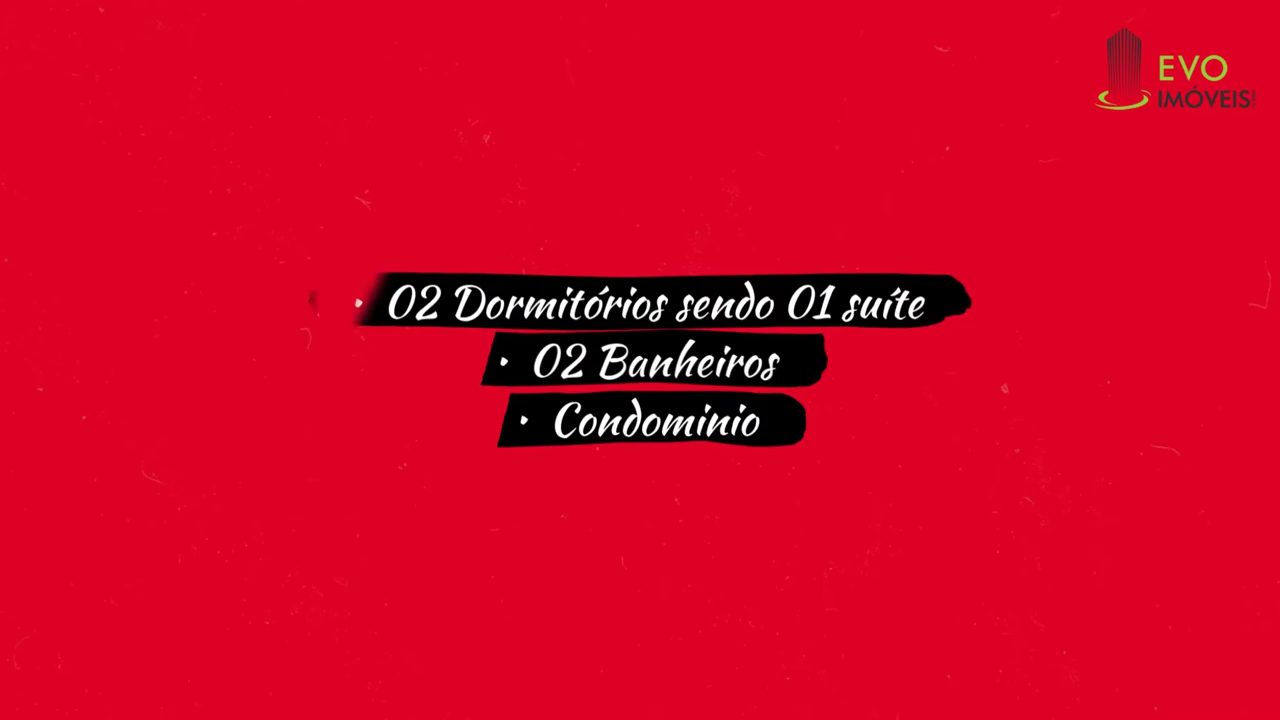 EVO
IMÓVEIS
• 02 Dormitórios sendo 01 suíte
• 02 Banheiros
• Condominio